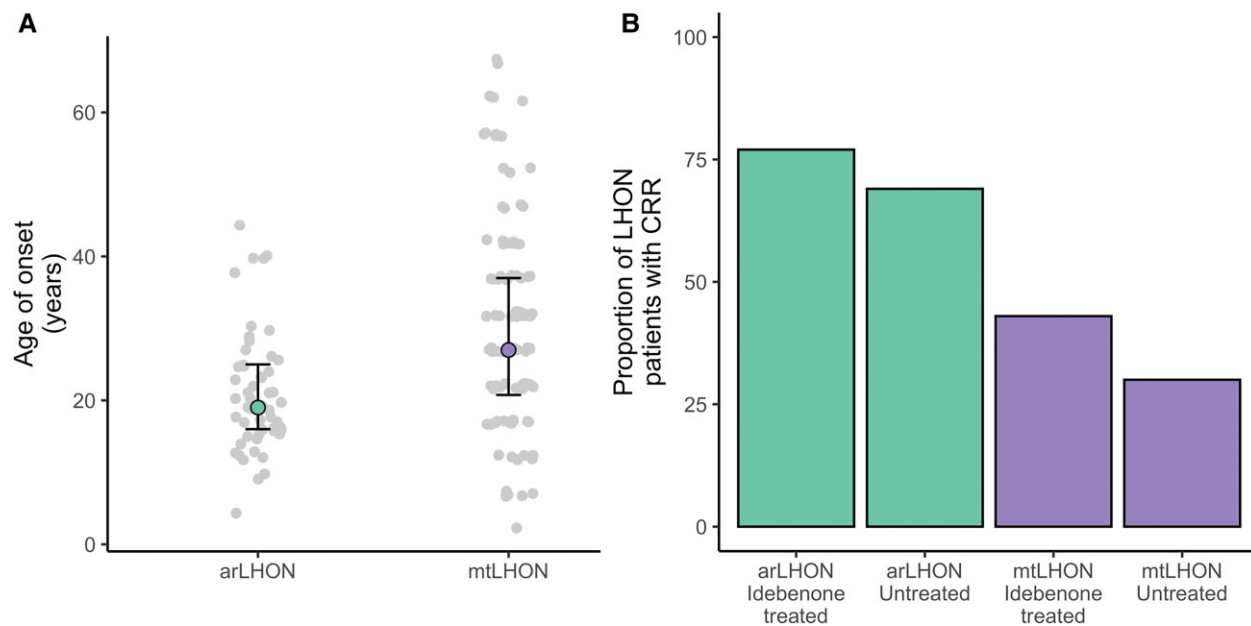 A
Age of onset
(years)
60
40
20
0
arLHON
mtLHON
B
Proportion of LHON
patients with CRR
100
75
50
25
0
arLHON
Idebenone
treated
arLHON
Untreated
mtLHON
Idebenone
treated
mtLHON
Untreated